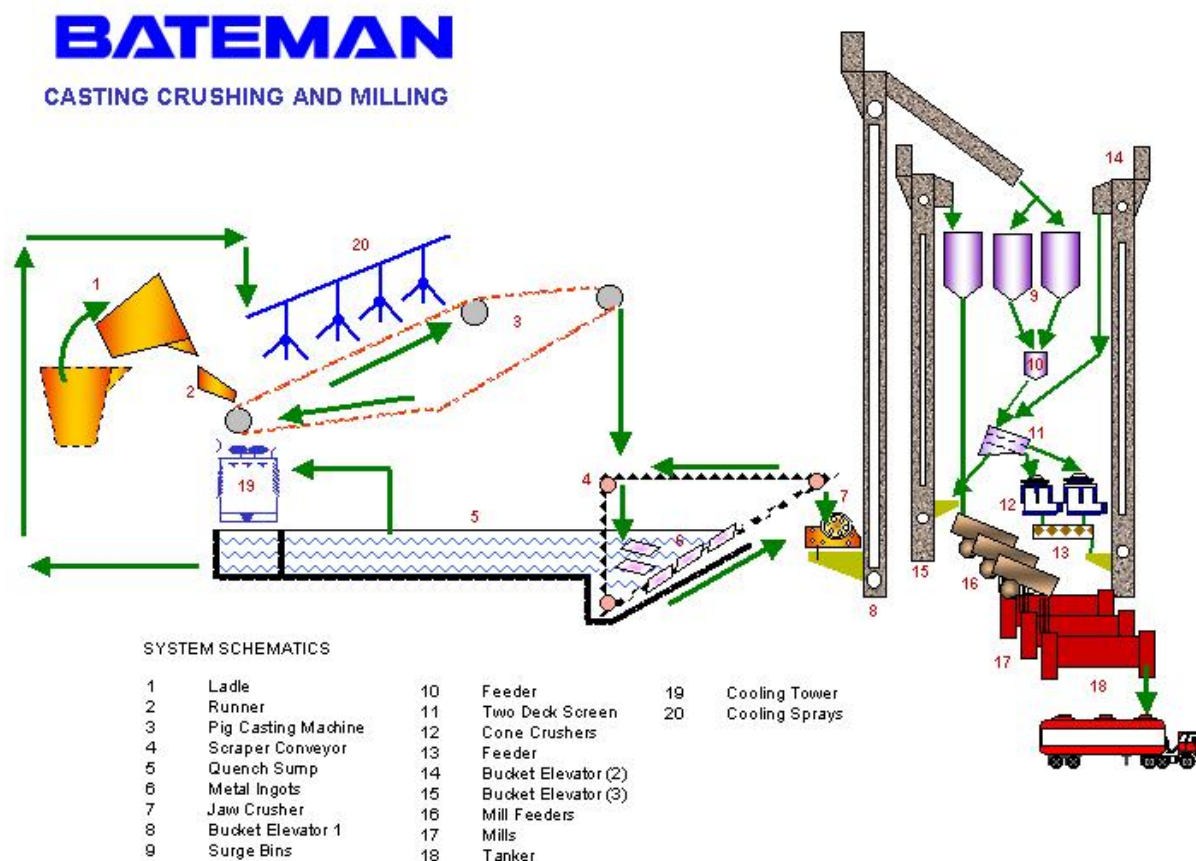 BATEMAN
CASTING CRUSHING AND MILLING
14
20
1
3
9
10
2
11
4
7
19
5
6
12
13
15
16
8
17
18
SYSTEM SCHEMATICS
1 Ladle
2 Runner
3 Pig Casting Machine
4 Scraper Conveyor
5 Quench Sump
6 Metal Ingots
7 Jaw Crusher
8 Bucket Elevator 1
9 Surge Bins
10 Feeder
11 Two Deck Screen
12 Cone Crushers
13 Feeder
14 Bucket Elevator (2)
15 Bucket Elevator (3)
16 Mill Feeders
17 Mills
18 Tanker
19 Cooling Tower
20 Cooling Sprays